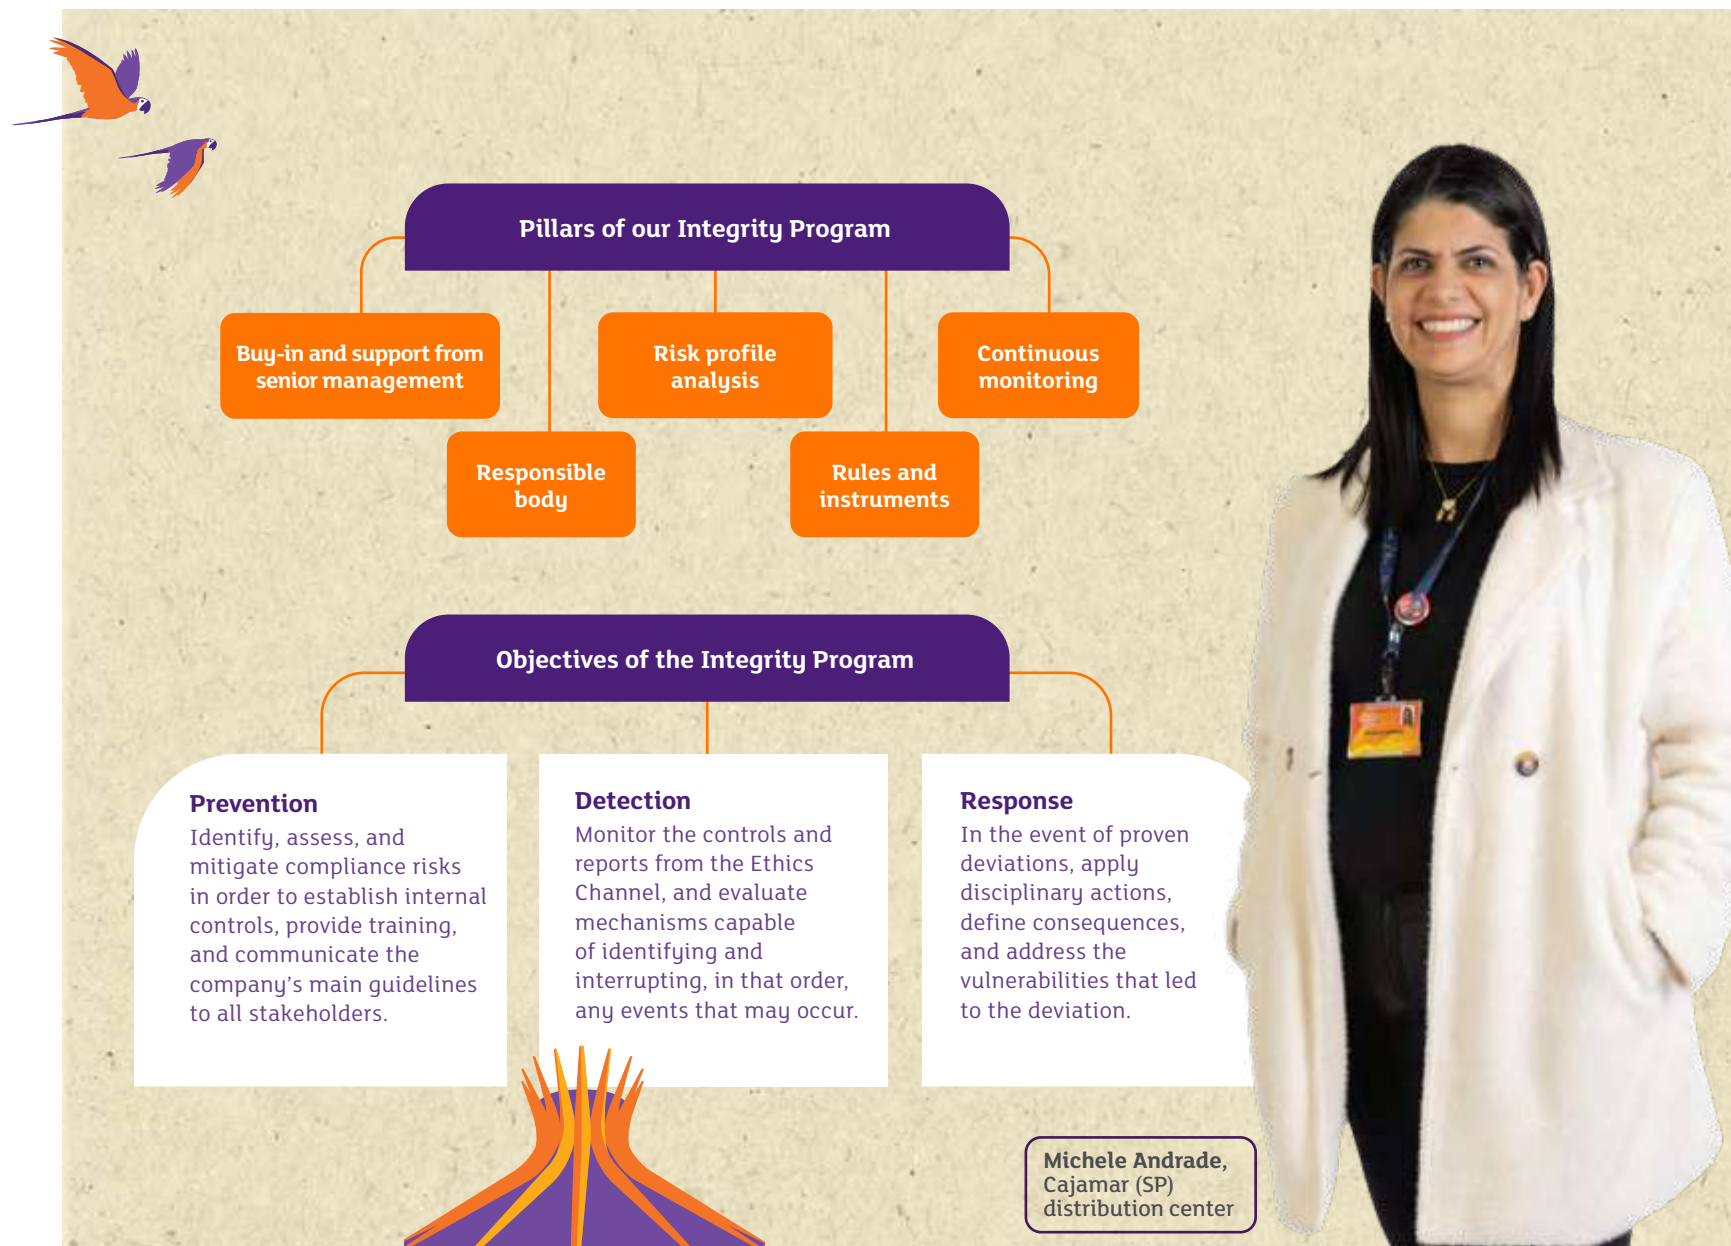 Pillars of our Integrity Program
Buy-in and support from
senior management
Risk profile
analysis
Continuous
monitoring
Responsible
body
Rules and
instruments
Objectives of the Integrity Program
Prevention
Identify, assess, and
mitigate compliance risks
in order to establish internal
controls, provide training,
and communicate the
company's main guidelines
to all stakeholders.
Detection
Monitor the controls and
reports from the Ethics
Channel, and evaluate
mechanisms capable
of identifying and
interrupting, in that order,
any events that may occur.
Response
In the event of proven
deviations, apply
disciplinary actions,
define consequences,
and address the
vulnerabilities that led
to the deviation.
Michele Andrade,
Cajamar (SP)
distribution center